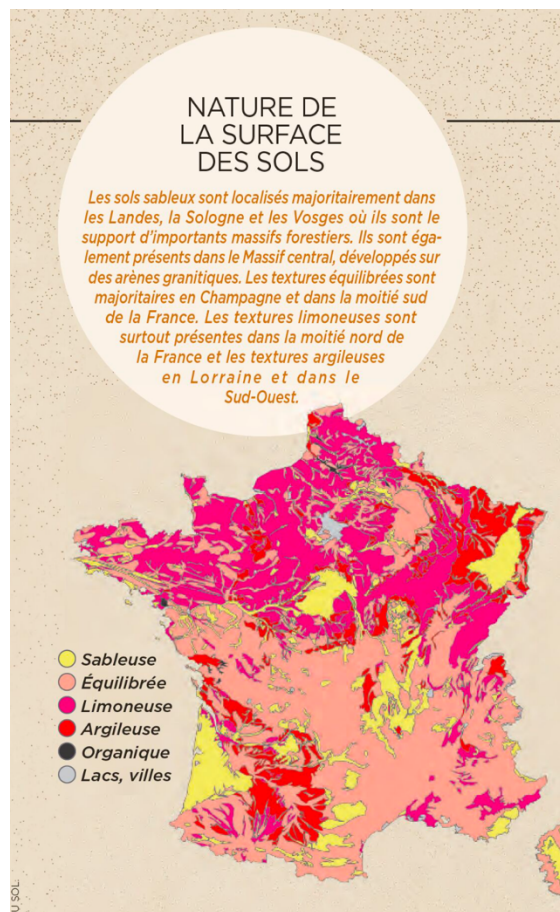 NATURE DE
LA SURFACE
DES SOLS
Les sols sableux sont localisés majoritairement dans
les Landes, la Sologne et les Vosges où ils sont le
support d'importants massifs forestiers. Ils sont éga-
lement présents dans le Massif central, développés sur
des arènes granitiques. Les textures équilibrées sont
majoritaires en Champagne et dans la moitié sud
de la France. Les textures limoneuses sont
surtout présentes dans la moitié nord de
la France et les textures argileuses
en Lorraine et dans le
Sud-Ouest.
Sableuse
Équilibrée
Limoneuse
Argileuse
Organique
Lacs, villes
U SOL